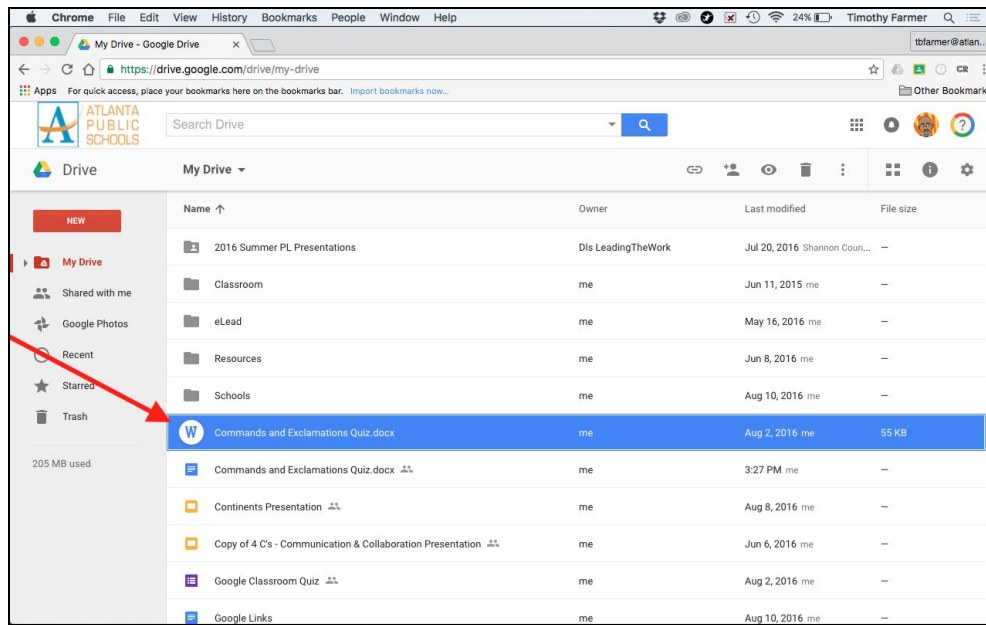 Chrome File Edit View History Bookmarks People Window Help 24% Timothy Farmer
My Drive - Google Drive
tbfarmer@atlan...
https://drive.google.com/drive/my-drive
CR
Apps For quick access, place your bookmarks here on the bookmarks bar. Import bookmarks now... Other Bookmark
ATLANTA
PUBLIC
SCHOOLS
Search Drive
Drive My Drive
NEW
Name Owner Last modified File size
2016 Summer PL Presentations DIs LeadingTheWork Jul 20, 2016 Shannon Coun... —
My Drive
Classroom me Jun 11, 2015 me —
Shared with me
eLead me May 16, 2016 me —
Google Photos
Resources me Jun 8, 2016 me —
Recent
Schools me Aug 10, 2016 me —
Starred
Trash
W Commands and Exclamations Quiz.docx me Aug 2, 2016 me 55 KB
205 MB used
Commands and Exclamations Quiz.docx me 3:27 PM me —
Continents Presentation me Aug 8, 2016 me —
Copy of 4 C's - Communication & Collaboration Presentation me Jun 6, 2016 me —
Google Classroom Quiz me Aug 2, 2016 me —
Google Links me Aug 10, 2016 me —